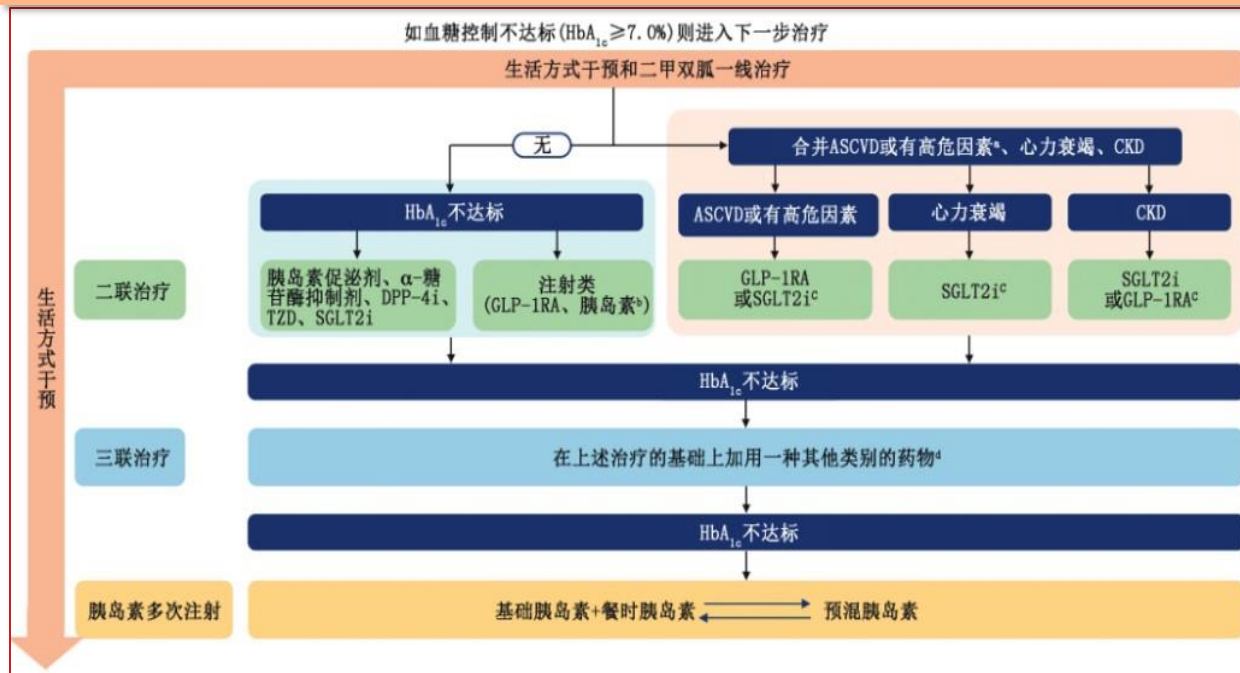 如血糖控制不达标(HbA1c≥7.0%)则进入下一步治疗
生活方式干预和二甲双胍一线治疗
无
合并ASCVD或有高危因素a、心力衰竭、CKD
HbA1c不达标
ASCVD或有高危因素
心力衰竭
CKD
生活方式干预
二联治疗
胰岛素促泌剂、α-糖
苷酶抑制剂、DPP-4i、
TZD、SGLT2i
注射类
(GLP-1RA、胰岛素b)
GLP-1RA
或SGLT2ic
SGLT2ic
SGLT2i
或GLP-1RAc
HbA1c不达标
三联治疗
在上述治疗的基础上加用一种其他类别的药物d
HbA1c不达标
胰岛素多次注射
基础胰岛素+餐时胰岛素
预混胰岛素